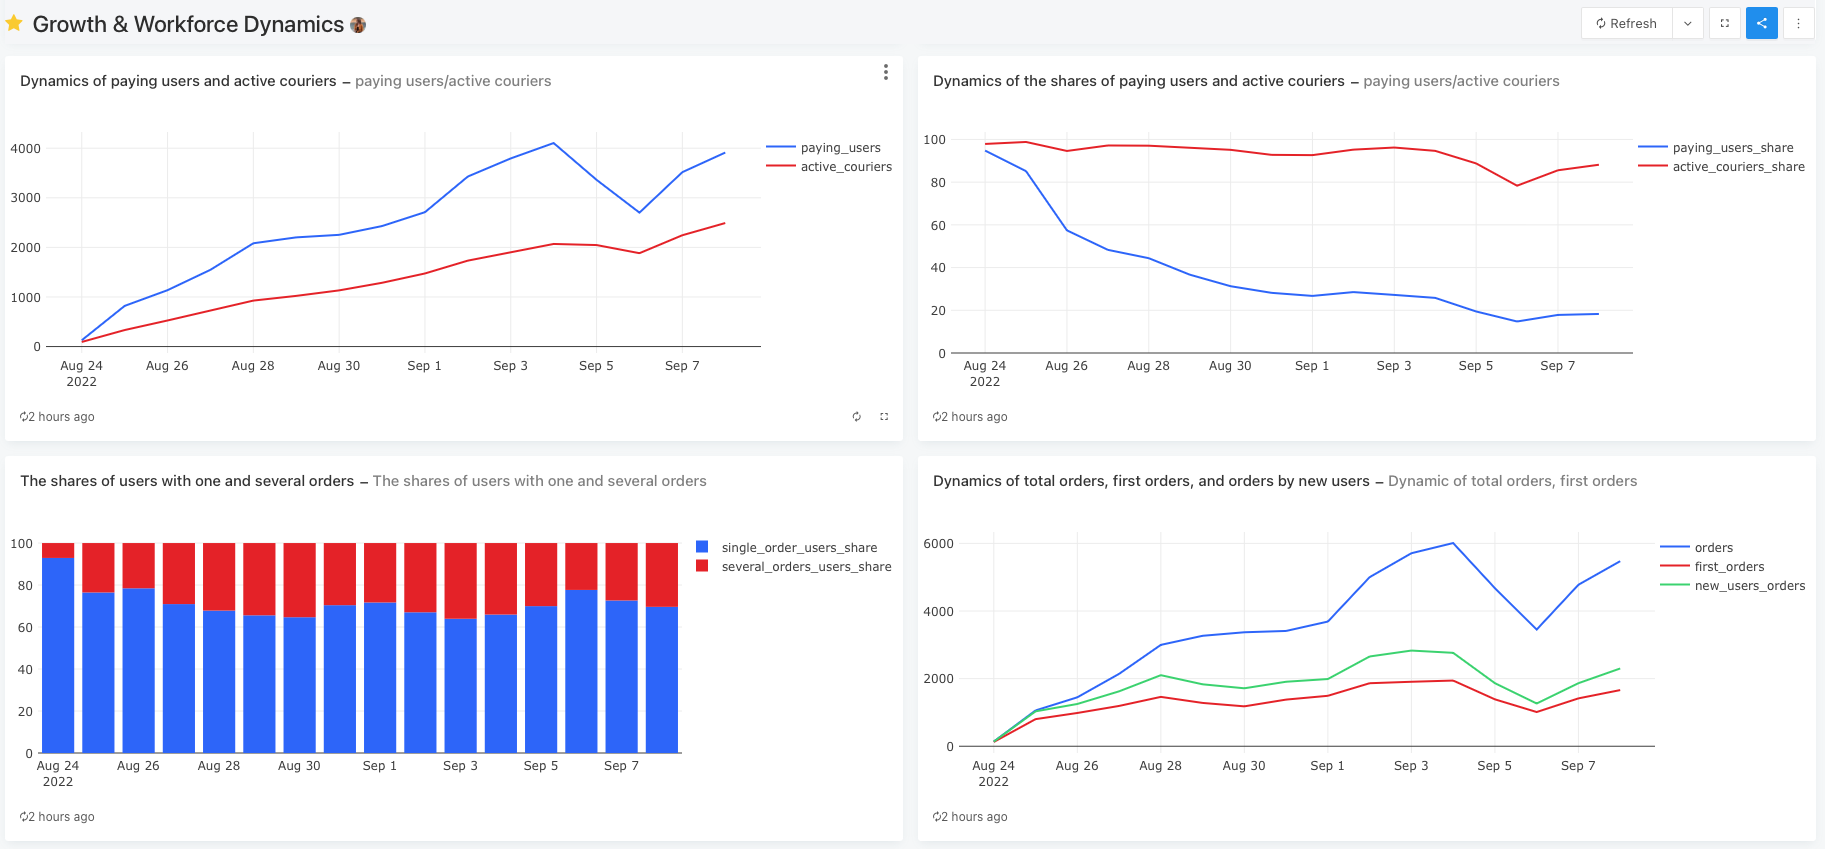 Growth & Workforce Dynamics
Refresh
Dynamics of paying users and active couriers – paying users/active couriers
4000
3000
2000
1000
0
Aug 24
2022
Aug 26
Aug 28
Aug 30
Sep 1
Sep 3
Sep 5
Sep 7
paying_users
active_couriers
2 hours ago
Dynamics of the shares of paying users and active couriers – paying users/active couriers
100
80
60
40
20
0
Aug 24
2022
Aug 26
Aug 28
Aug 30
Sep 1
Sep 3
Sep 5
Sep 7
paying_users_share
active_couriers_share
2 hours ago
The shares of users with one and several orders – The shares of users with one and several orders
100
80
60
40
20
0
Aug 24
2022
Aug 26
Aug 28
Aug 30
Sep 1
Sep 3
Sep 5
Sep 7
single_order_users_share
several_orders_users_share
2 hours ago
Dynamics of total orders, first orders, and orders by new users – Dynamic of total orders, first orders
6000
4000
2000
0
Aug 24
2022
Aug 26
Aug 28
Aug 30
Sep 1
Sep 3
Sep 5
Sep 7
orders
first_orders
new_users_orders
2 hours ago